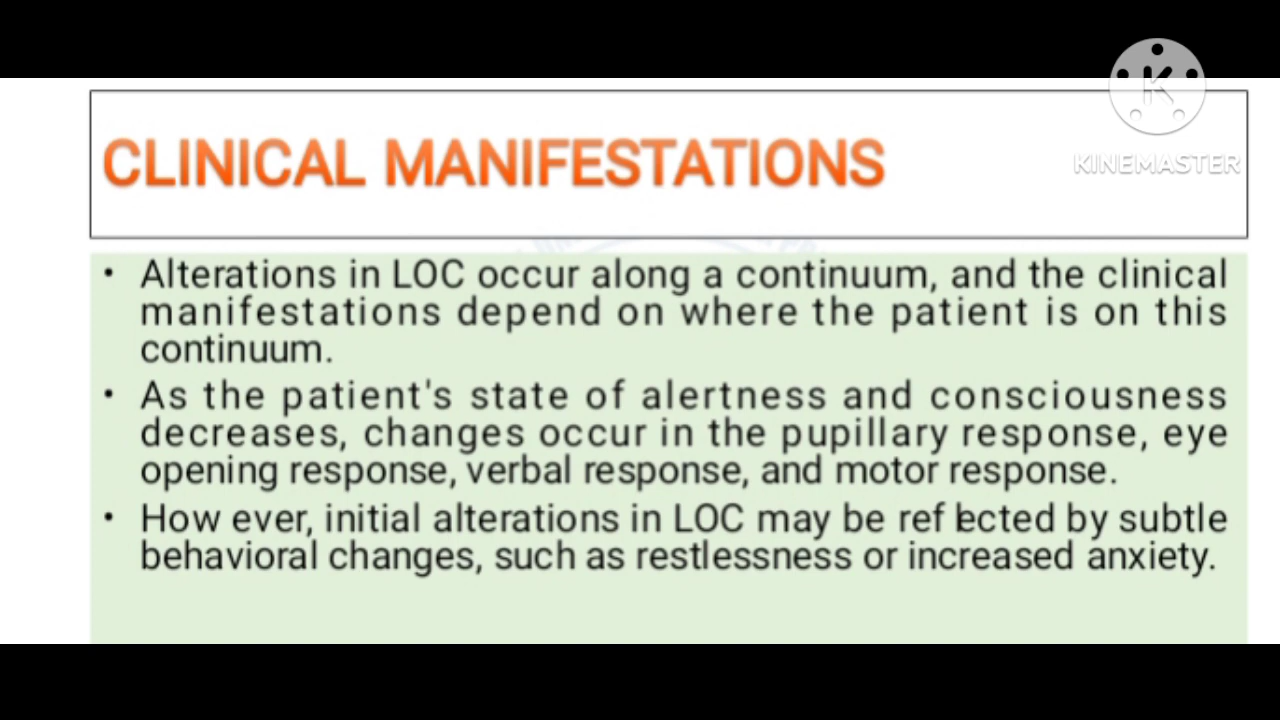 KINEMASTER
CLINICAL MANIFESTATIONS
• Alterations in LOC occur along a continuum, and the clinical
manifestations depend on where the patient is on this
continuum.
• As the patient's state of alertness and consciousness
decreases, changes occur in the pupillary response, eye
opening response, verbal response, and motor response.
• How ever, initial alterations in LOC may be ref lected by subtle
behavioral changes, such as restlessness or increased anxiety.